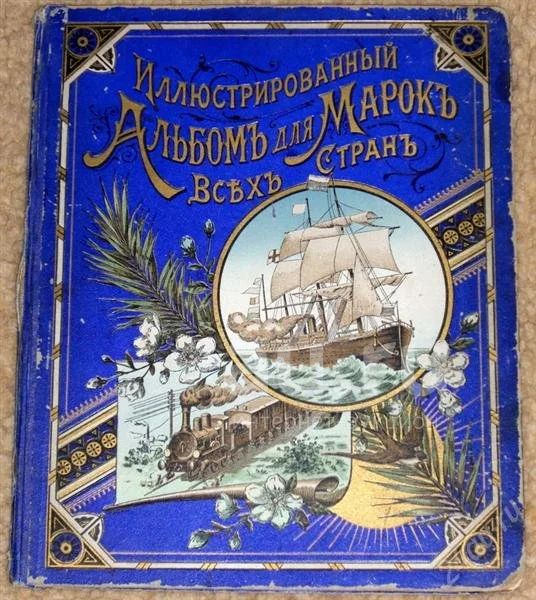 Иллюстрированный
Альбомъ для Марокъ
Всѣхъ Странъ